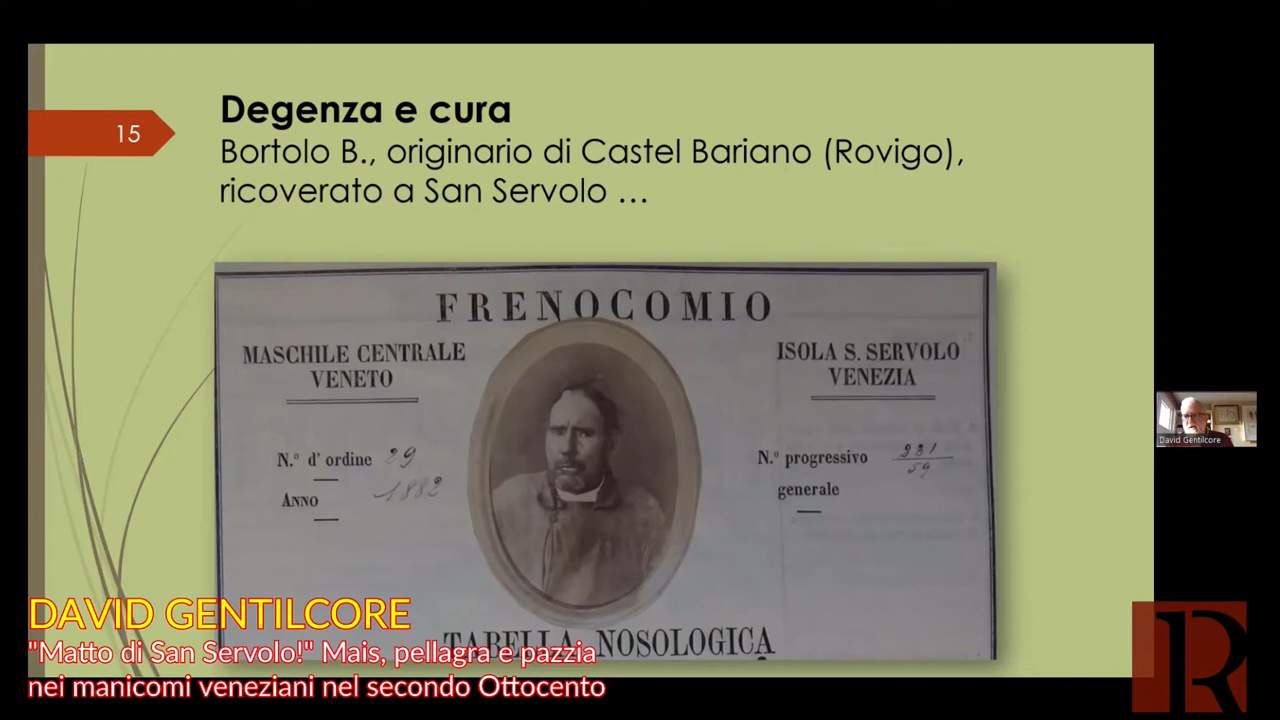 15
Degenza e cura
Bortolo B., originario di Castel Bariano (Rovigo),
ricoverato a San Servolo …
FRENOCOMIO
MASCHILE CENTRALE
VENETO
ISOLA S. SERVOLO
VENEZIA
N.º d' ordine 29
ANNO 1882
N.º progressivo 231
59
generale
TABELLA NOSOLOGICA
David Gentilcore
DAVID GENTILCORE
"Matto di San Servolo!" Mais, pellagra e pazzia
nei manicomi veneziani nel secondo Ottocento
R